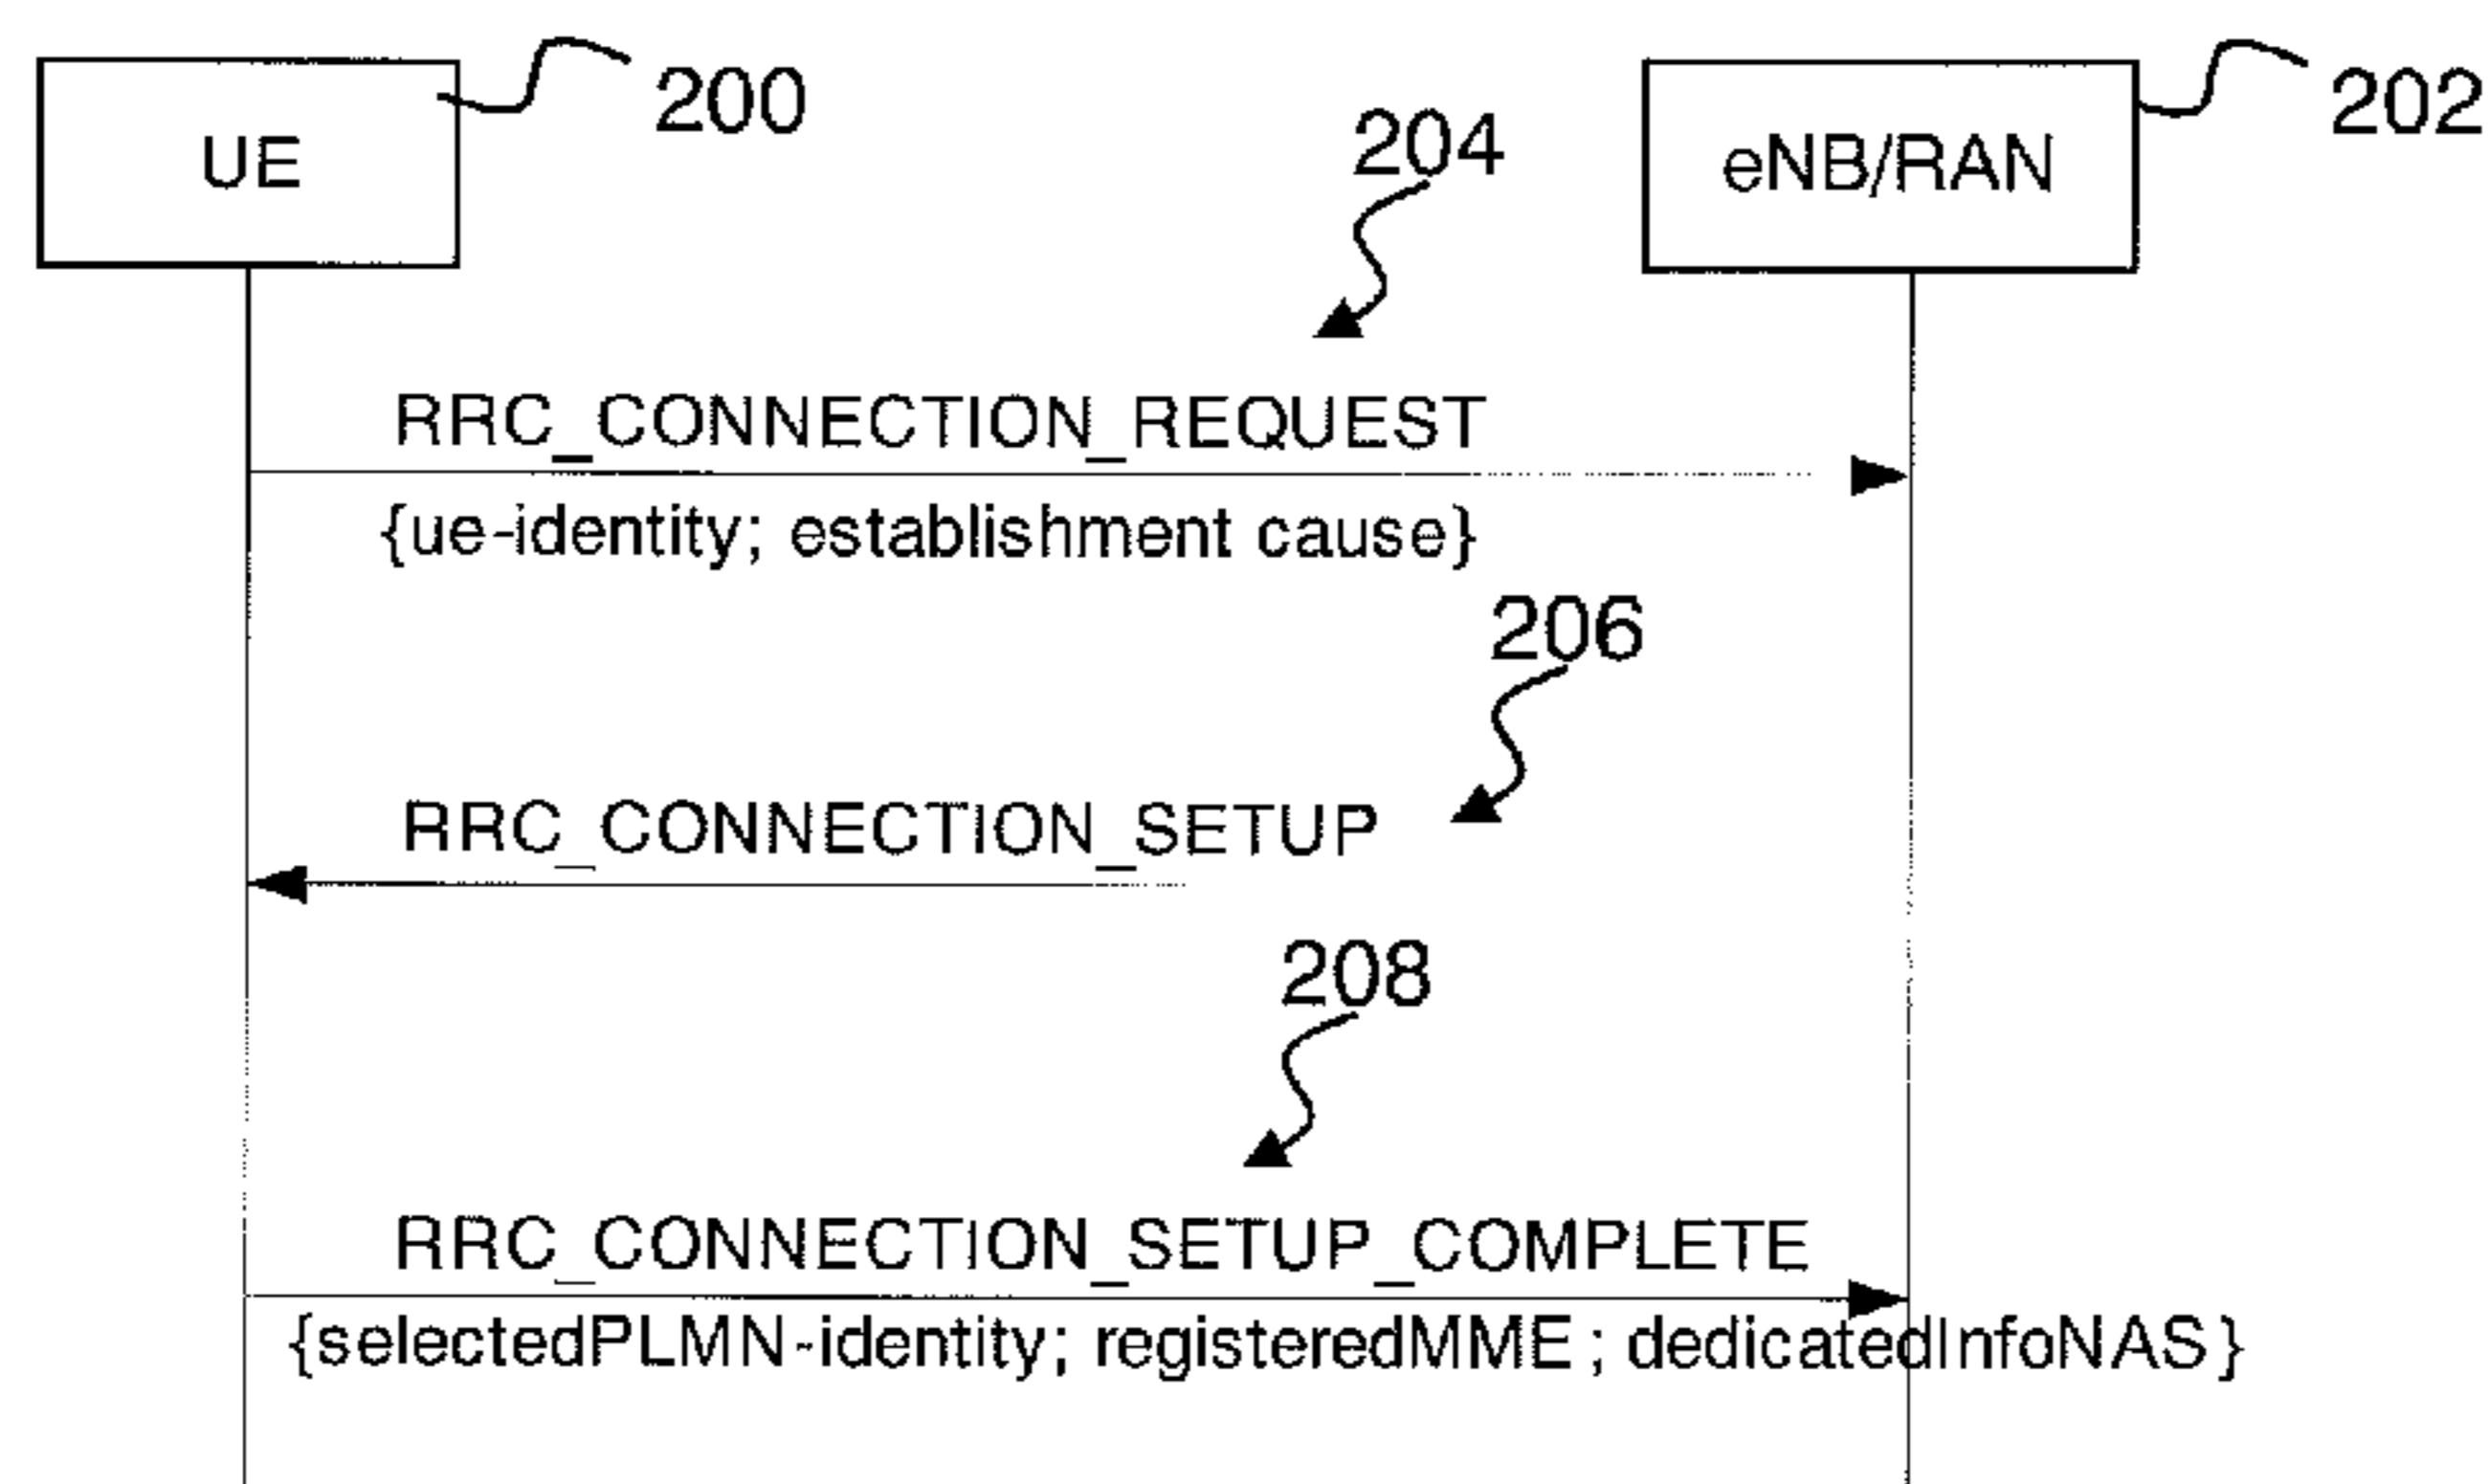 200
202
UE
204
eNB/RAN
RRC_CONNECTION_REQUEST
{ue-identity; establishment cause}
206
RRC_CONNECTION_SETUP
208
RRC_CONNECTION_SETUP_COMPLETE
{selectedPLMN-identity; registeredMME; dedicatedInfoNAS}